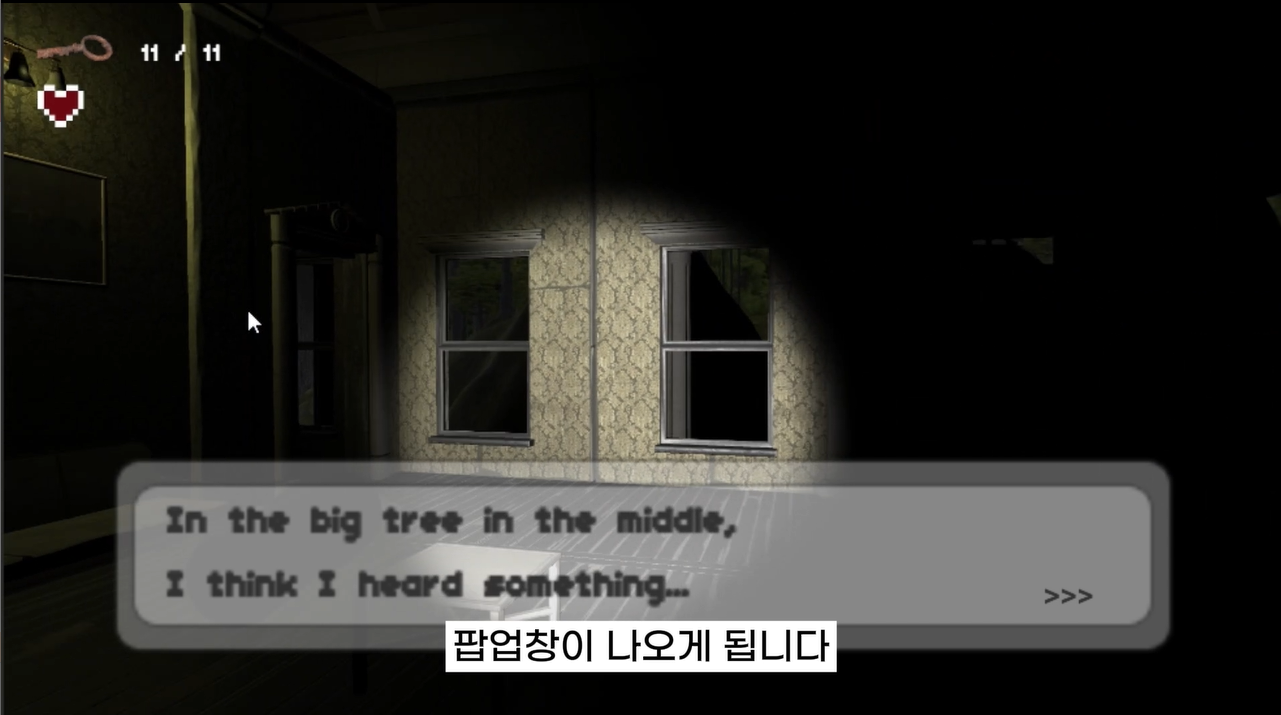 11 / 11
In the big tree in the middle,
I think I heard something...
>>>
팝업창이 나오게 됩니다